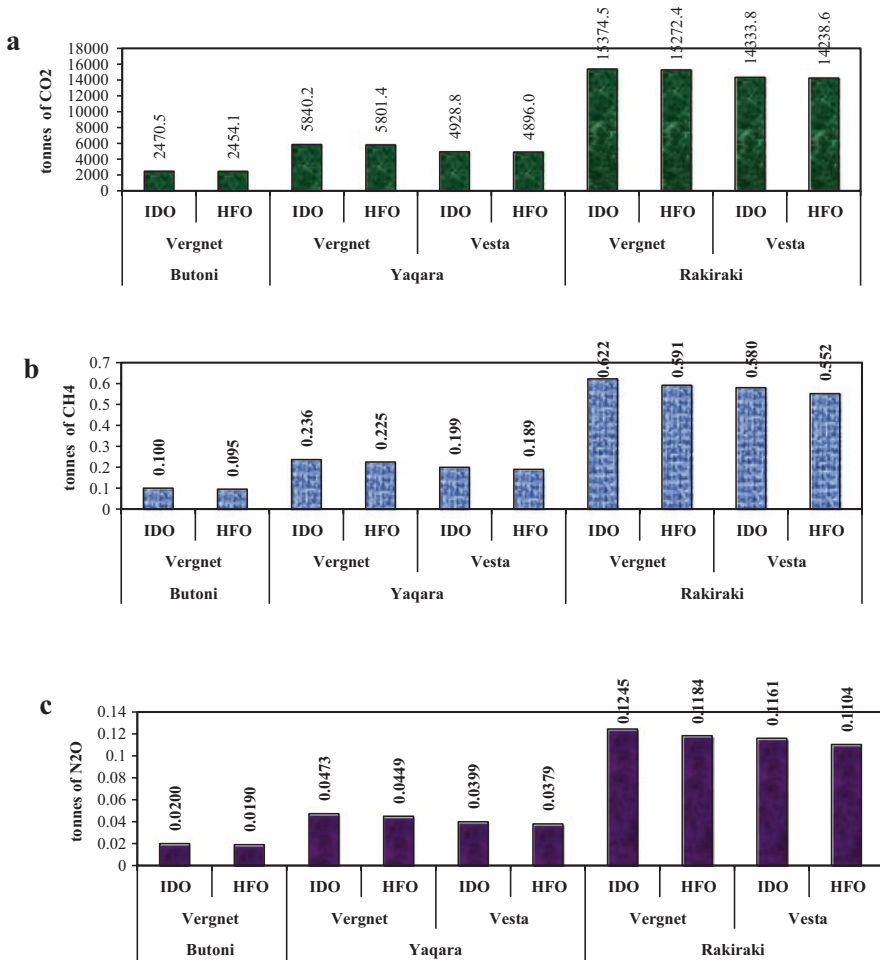 a
tonnes of CO2
18000
16000
14000
12000
10000
8000
6000
4000
2000
0
2470.5 2454.1 5840.2 5801.4 4928.8 4896.0 15374.5 15272.4 14333.8 14238.6
IDO HFO IDO HFO IDO HFO IDO HFO IDO HFO
Vergnet Vergnet Vesta Vergnet Vesta
Butoni Yaqara Rakiraki
b
tonnes of CH4
0.7
0.6
0.5
0.4
0.3
0.2
0.1
0
0.100 0.095 0.236 0.225 0.199 0.189 0.622 0.591 0.580 0.552
IDO HFO IDO HFO IDO HFO IDO HFO IDO HFO
Vergnet Vergnet Vesta Vergnet Vesta
Butoni Yaqara Rakiraki
c
tonnes of N2O
0.14
0.12
0.1
0.08
0.06
0.04
0.02
0
0.0200 0.0190 0.0473 0.0449 0.0399 0.0379 0.1245 0.1184 0.1161 0.1104
IDO HFO IDO HFO IDO HFO IDO HFO IDO HFO
Vergnet Vergnet Vesta Vergnet Vesta
Butoni Yaqara Rakiraki